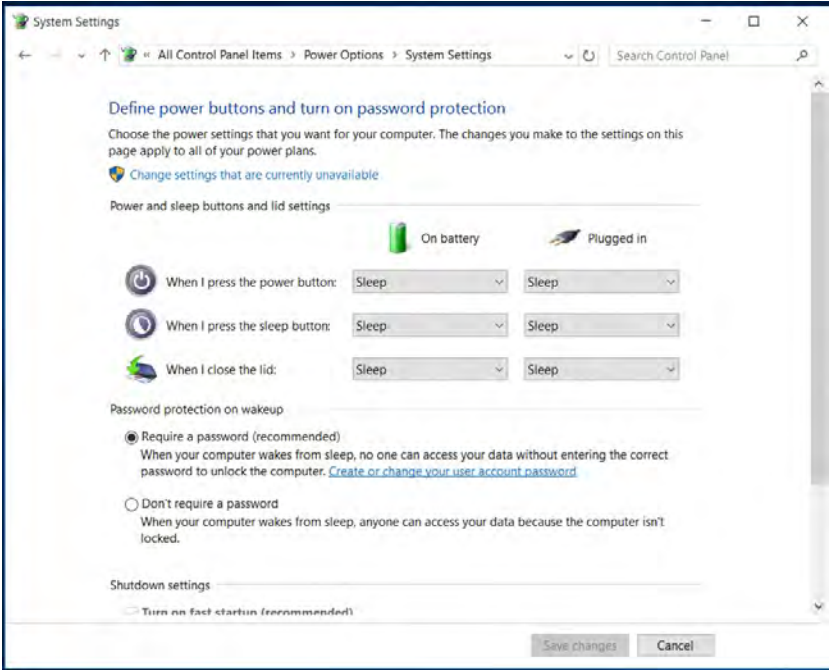 System Settings
« All Control Panel Items > Power Options > System Settings
Search Control Panel
Define power buttons and turn on password protection
Choose the power settings that you want for your computer. The changes you make to the settings on this
page apply to all of your power plans.
Change settings that are currently unavailable
Power and sleep buttons and lid settings
On battery
Plugged in
When I press the power button: Sleep Sleep
When I press the sleep button: Sleep Sleep
When I close the lid: Sleep Sleep
Password protection on wakeup
Require a password (recommended)
When your computer wakes from sleep, no one can access your data without entering the correct
password to unlock the computer. Create or change your user account password
Don't require a password
When your computer wakes from sleep, anyone can access your data because the computer isn't
locked.
Shutdown settings
Turn on fast startup (recommended)
Save changes Cancel